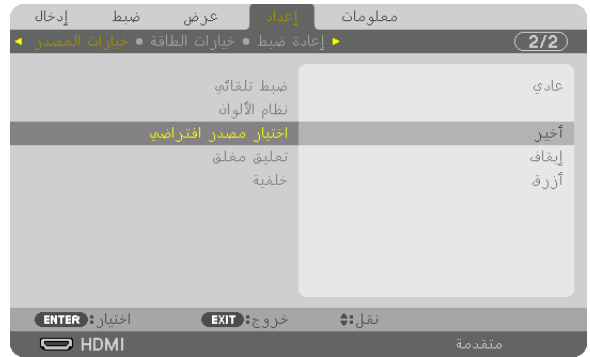 إدخال ضبط عرض إعداد معلومات
◄ خيارات المصدر ● خيارات الطاقة ● إعادة ضبط ► 2/2
ضبط تلقائي عادي
نظام الألوان
اختيار مصدر افتراضي أخير
تعليق مغلق إيقاف
خلفية أزرق
ENTER :اختيار EXIT :خروج نقل:
HDMI متقدمة